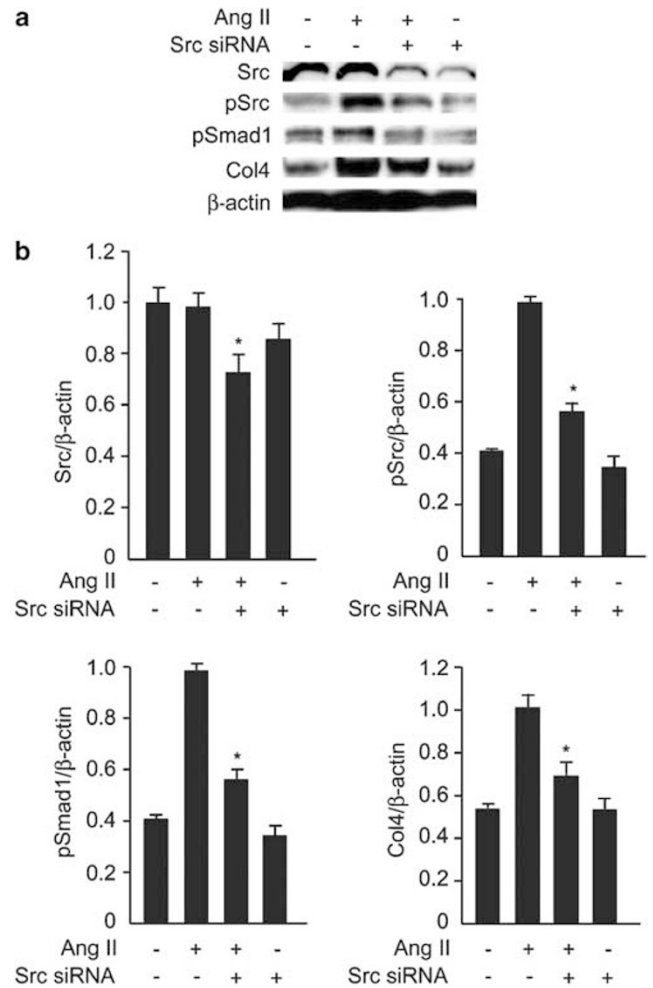 a
Ang II - + + -
Src siRNA - - + +
Src
pSrc
pSmad1
Col4
β-actin
b
1.2
1.0
0.8
0.6
0.4
0.2
0
Src/β-actin
*
Ang II - + + -
Src siRNA - - + +
1.0
0.8
0.6
0.4
0.2
0
pSrc/β-actin
*
Ang II - + + -
Src siRNA - - + +
1.0
0.8
0.6
0.4
0.2
0
pSmad1/β-actin
*
Ang II - + + -
Src siRNA - - + +
1.2
1.0
0.8
0.6
0.4
0.2
0
Col4/β-actin
*
Ang II - + + -
Src siRNA - - + +